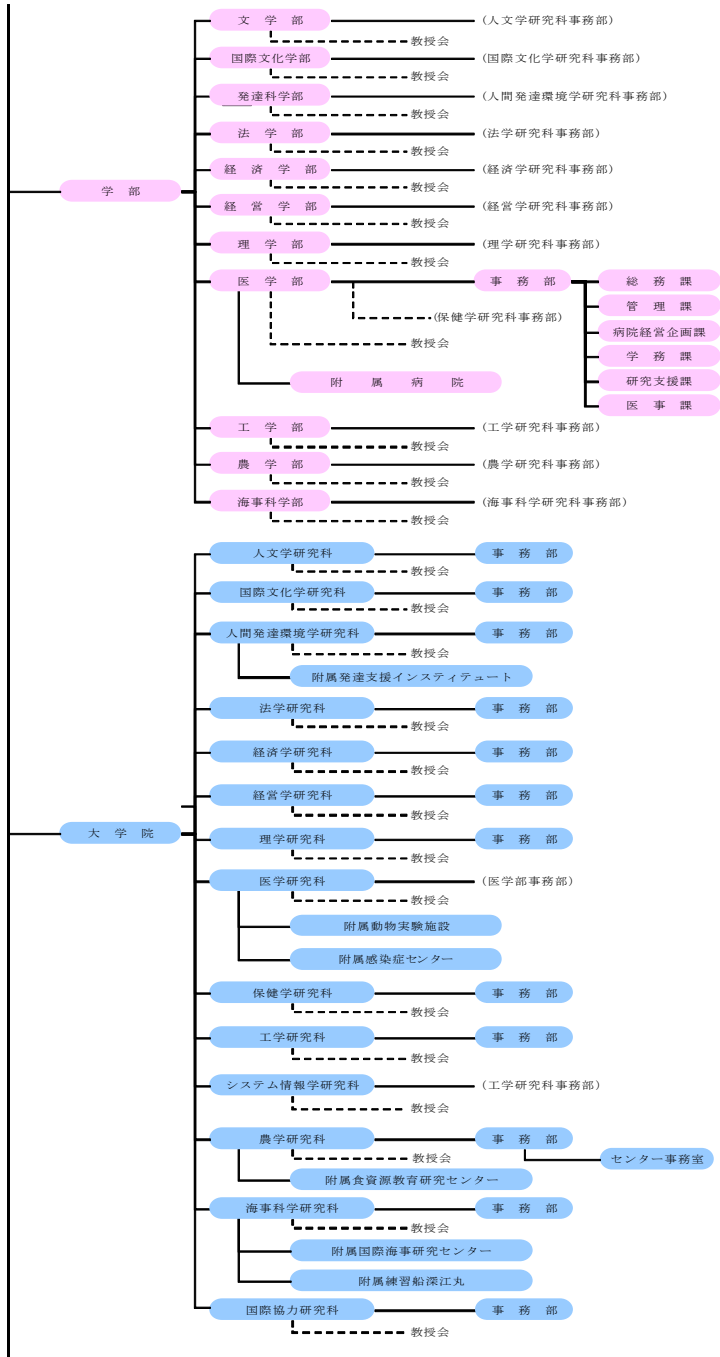 文学部 (人文学研究科事務部)
教授会
国際文化学部 (国際文化学研究科事務部)
教授会
発達科学部 (人間発達環境学研究科事務部)
教授会
法学部 (法学研究科事務部)
教授会
経済学部 (経済学研究科事務部)
教授会
学部
経営学部 (経営学研究科事務部)
教授会
理学部 (理学研究科事務部)
教授会
医学部 事務部 総務課
管理課
(保健学研究科事務部)
病院経営企画課
教授会
学務課
附属病院 研究支援課
医事課
工学部 (工学研究科事務部)
教授会
農学部 (農学研究科事務部)
教授会
海事科学部 (海事科学研究科事務部)
教授会
人文学研究科 事務部
教授会
国際文化学研究科 事務部
教授会
人間発達環境学研究科 事務部
教授会
附属発達支援インスティテュート
法学研究科 事務部
教授会
経済学研究科 事務部
教授会
経営学研究科 事務部
教授会
大学院
理学研究科 事務部
教授会
医学研究科 (医学部事務部)
教授会
附属動物実験施設
附属感染症センター
保健学研究科 事務部
教授会
工学研究科 事務部
教授会
システム情報学研究科 (工学研究科事務部)
教授会
農学研究科 事務部
教授会 センター事務室
附属食資源教育研究センター
海事科学研究科 事務部
教授会
附属国際海事研究センター
附属練習船深江丸
国際協力研究科 事務部
教授会